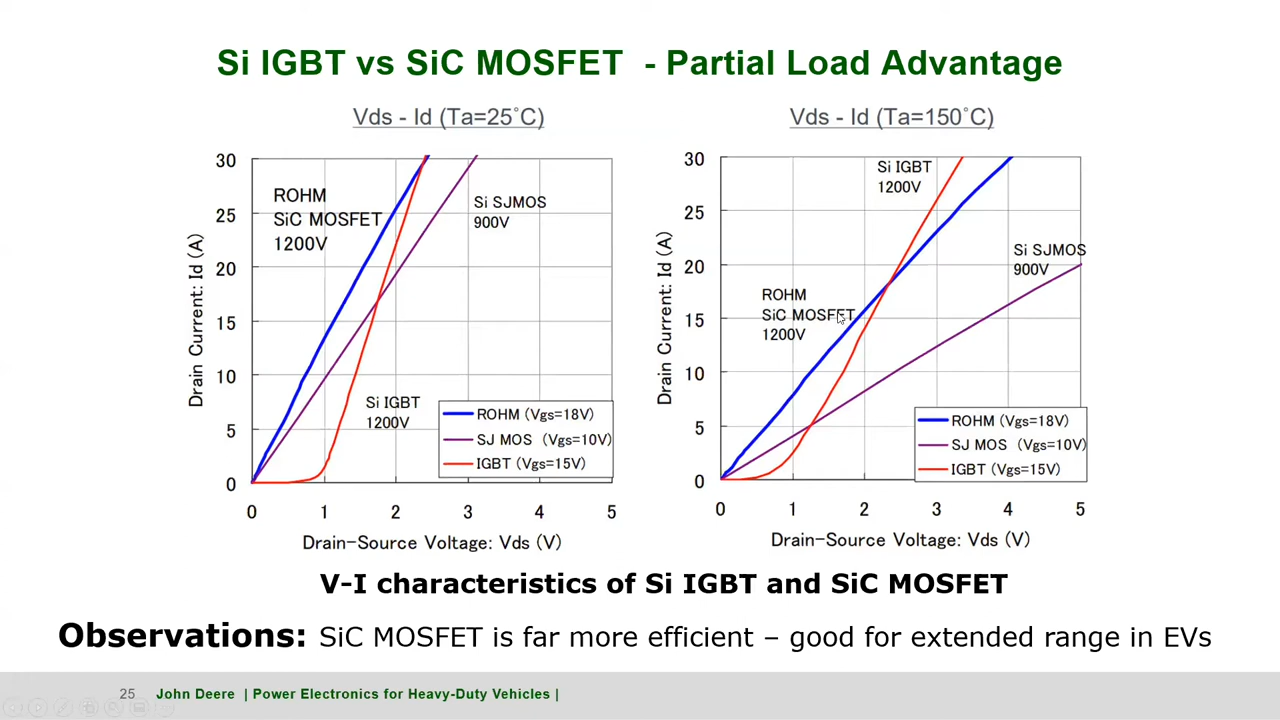 Si IGBT vs SiC MOSFET - Partial Load Advantage
Vds - Id (Ta=25˚C)
30
25
20
15
10
5
0
Drain Current: Id (A)
ROHM
SiC MOSFET
1200V
Si SJMOS
900V
Si IGBT
1200V
ROHM (Vgs=18V)
SJ MOS (Vgs=10V)
IGBT (Vgs=15V)
0 1 2 3 4 5
Drain-Source Voltage: Vds (V)
Vds - Id (Ta=150˚C)
30
25
20
15
10
5
0
Drain Current: Id (A)
Si IGBT
1200V
Si SJMOS
900V
ROHM
SiC MOSFET
1200V
ROHM (Vgs=18V)
SJ MOS (Vgs=10V)
IGBT (Vgs=15V)
0 1 2 3 4 5
Drain-Source Voltage: Vds (V)
V-I characteristics of Si IGBT and SiC MOSFET
Observations: SiC MOSFET is far more efficient – good for extended range in EVs
25 John Deere | Power Electronics for Heavy-Duty Vehicles |